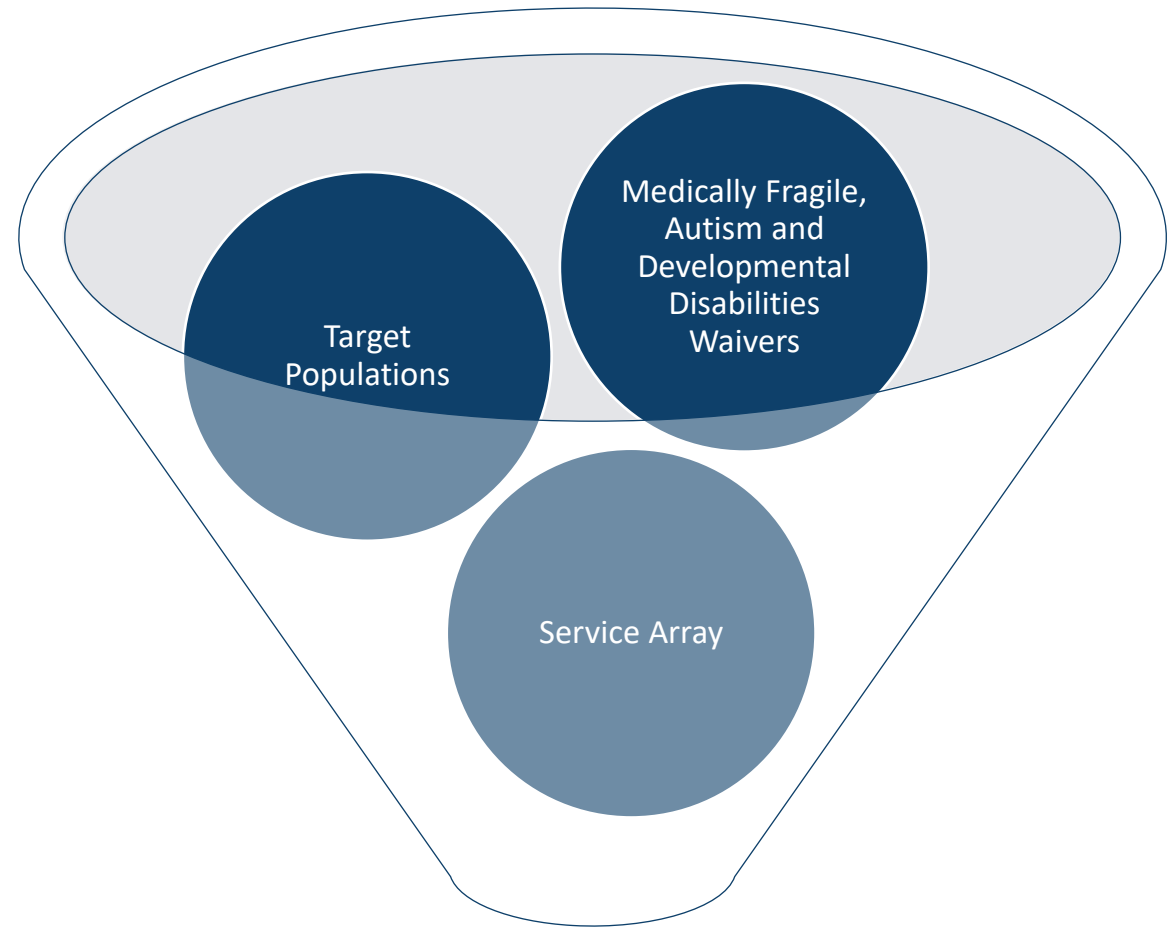 Medically Fragile,
Autism and
Developmental
Disabilities
Waivers
Target
Populations
Service Array